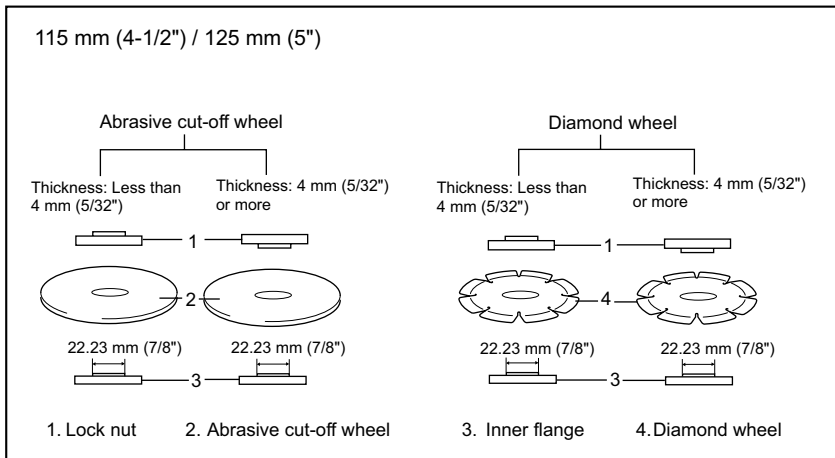 115 mm (4-1/2") / 125 mm (5")
Abrasive cut-off wheel
Diamond wheel
Thickness: Less than
4 mm (5/32")
Thickness: 4 mm (5/32")
or more
Thickness: Less than
4 mm (5/32")
Thickness: 4 mm (5/32")
or more
1
1
2
4
22.23 mm (7/8")
22.23 mm (7/8")
22.23 mm (7/8")
22.23 mm (7/8")
3
3
1. Lock nut
2. Abrasive cut-off wheel
3. Inner flange
4.Diamond wheel